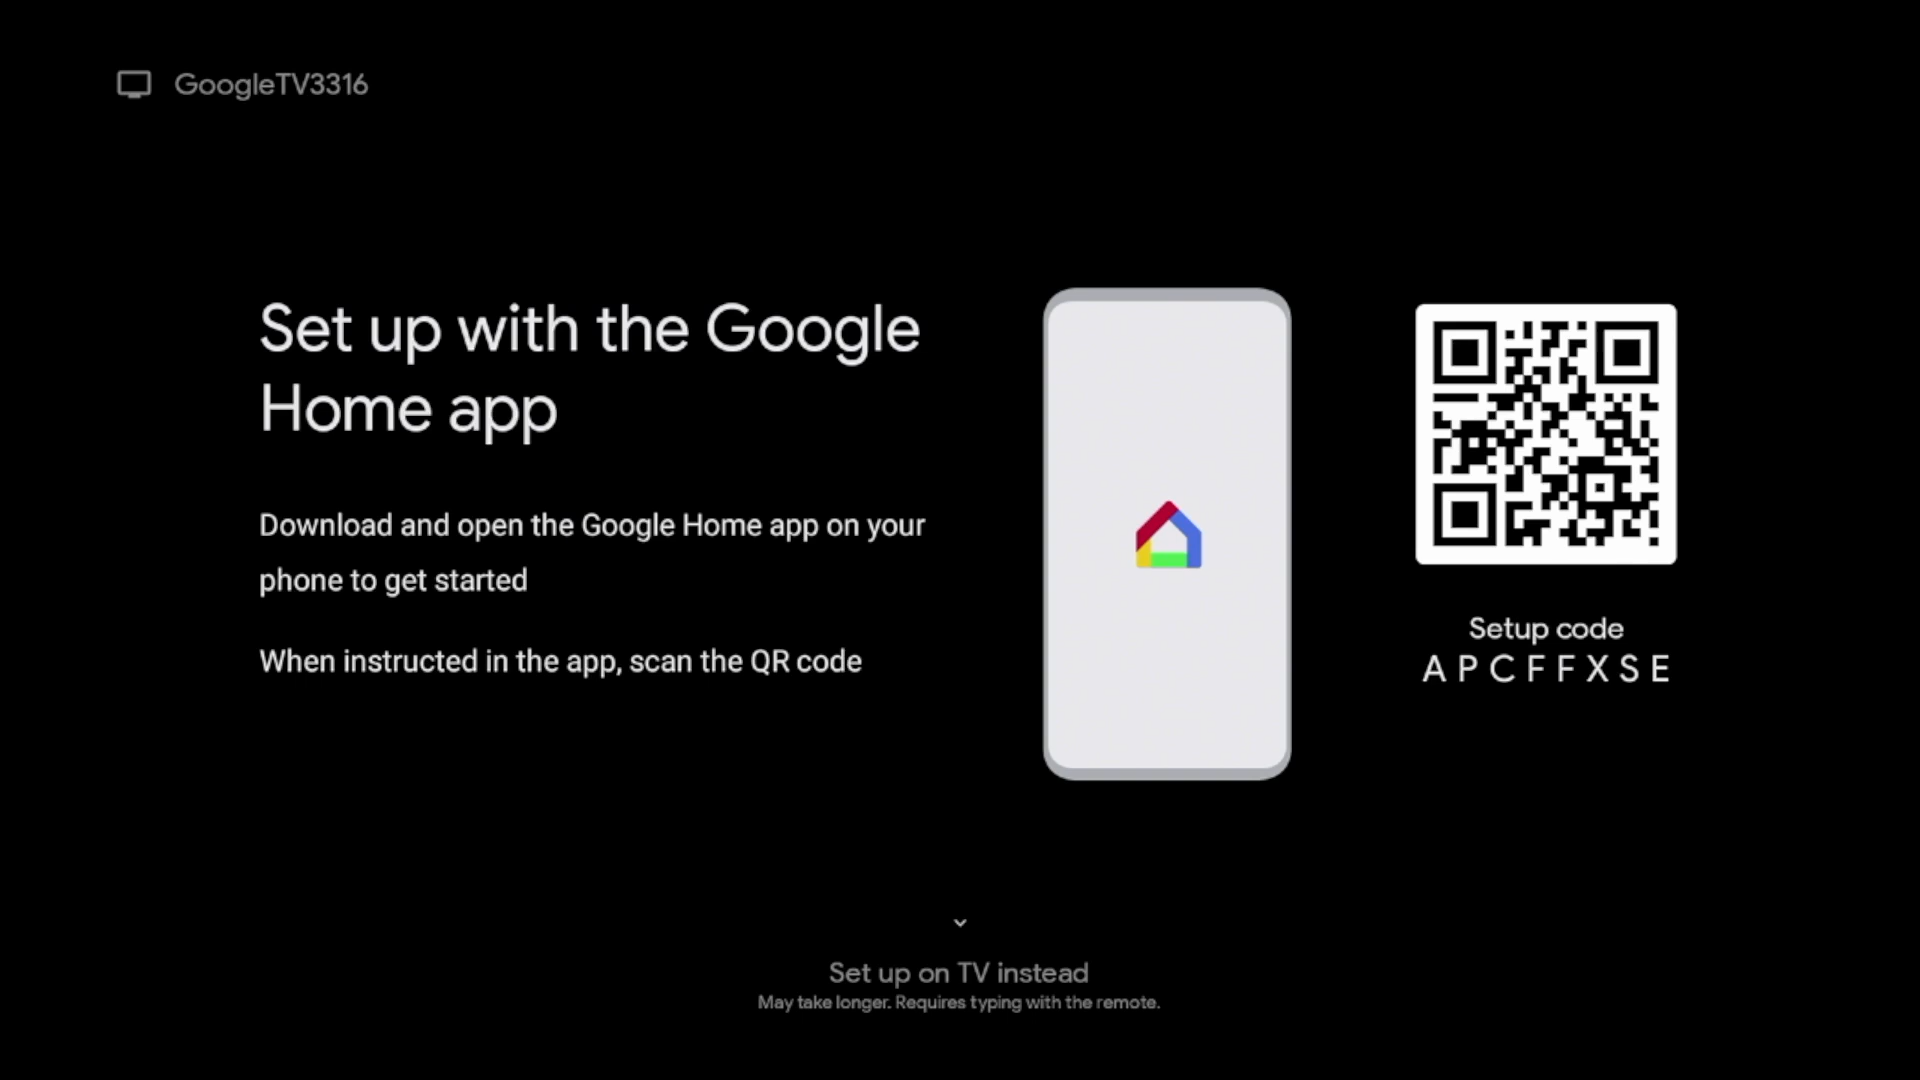 GoogleTV3316
Set up with the Google
Home app
Download and open the Google Home app on your
phone to get started
When instructed in the app, scan the QR code
Setup code
APCFFXSE
Set up on TV instead
May take longer. Requires typing with the remote.